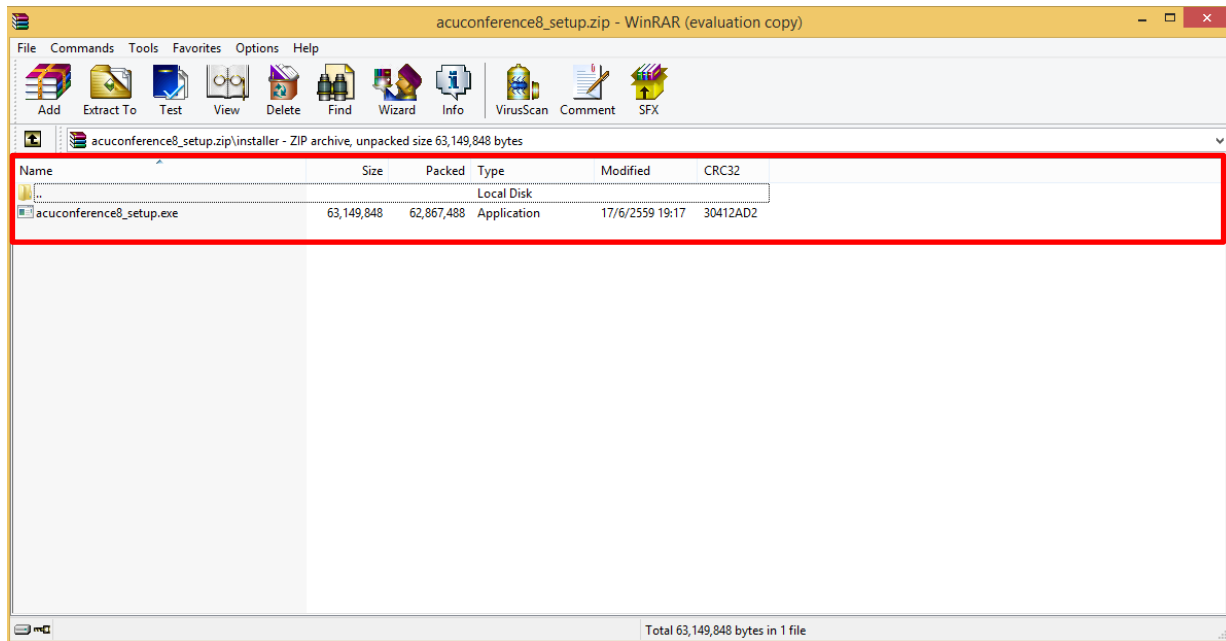 acuconference8_setup.zip - WinRAR (evaluation copy)
File Commands Tools Favorites Options Help
Add Extract To Test View Delete Find Wizard Info VirusScan Comment SFX
acuconference8_setup.zip\installer - ZIP archive, unpacked size 63,149,848 bytes
Name Size Packed Type Modified CRC32
.. Local Disk
acuconference8_setup.exe 63,149,848 62,867,488 Application 17/6/2559 19:17 30412AD2
Total 63,149,848 bytes in 1 file